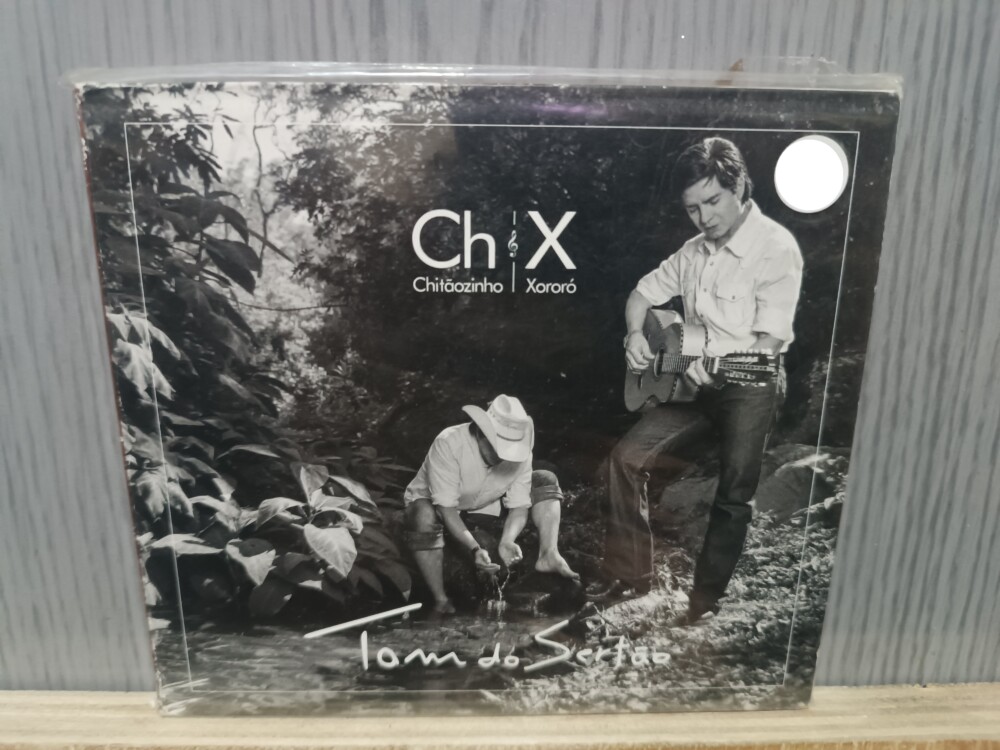 Ch X
Chitãozinho Xororó
Tom do Sertão